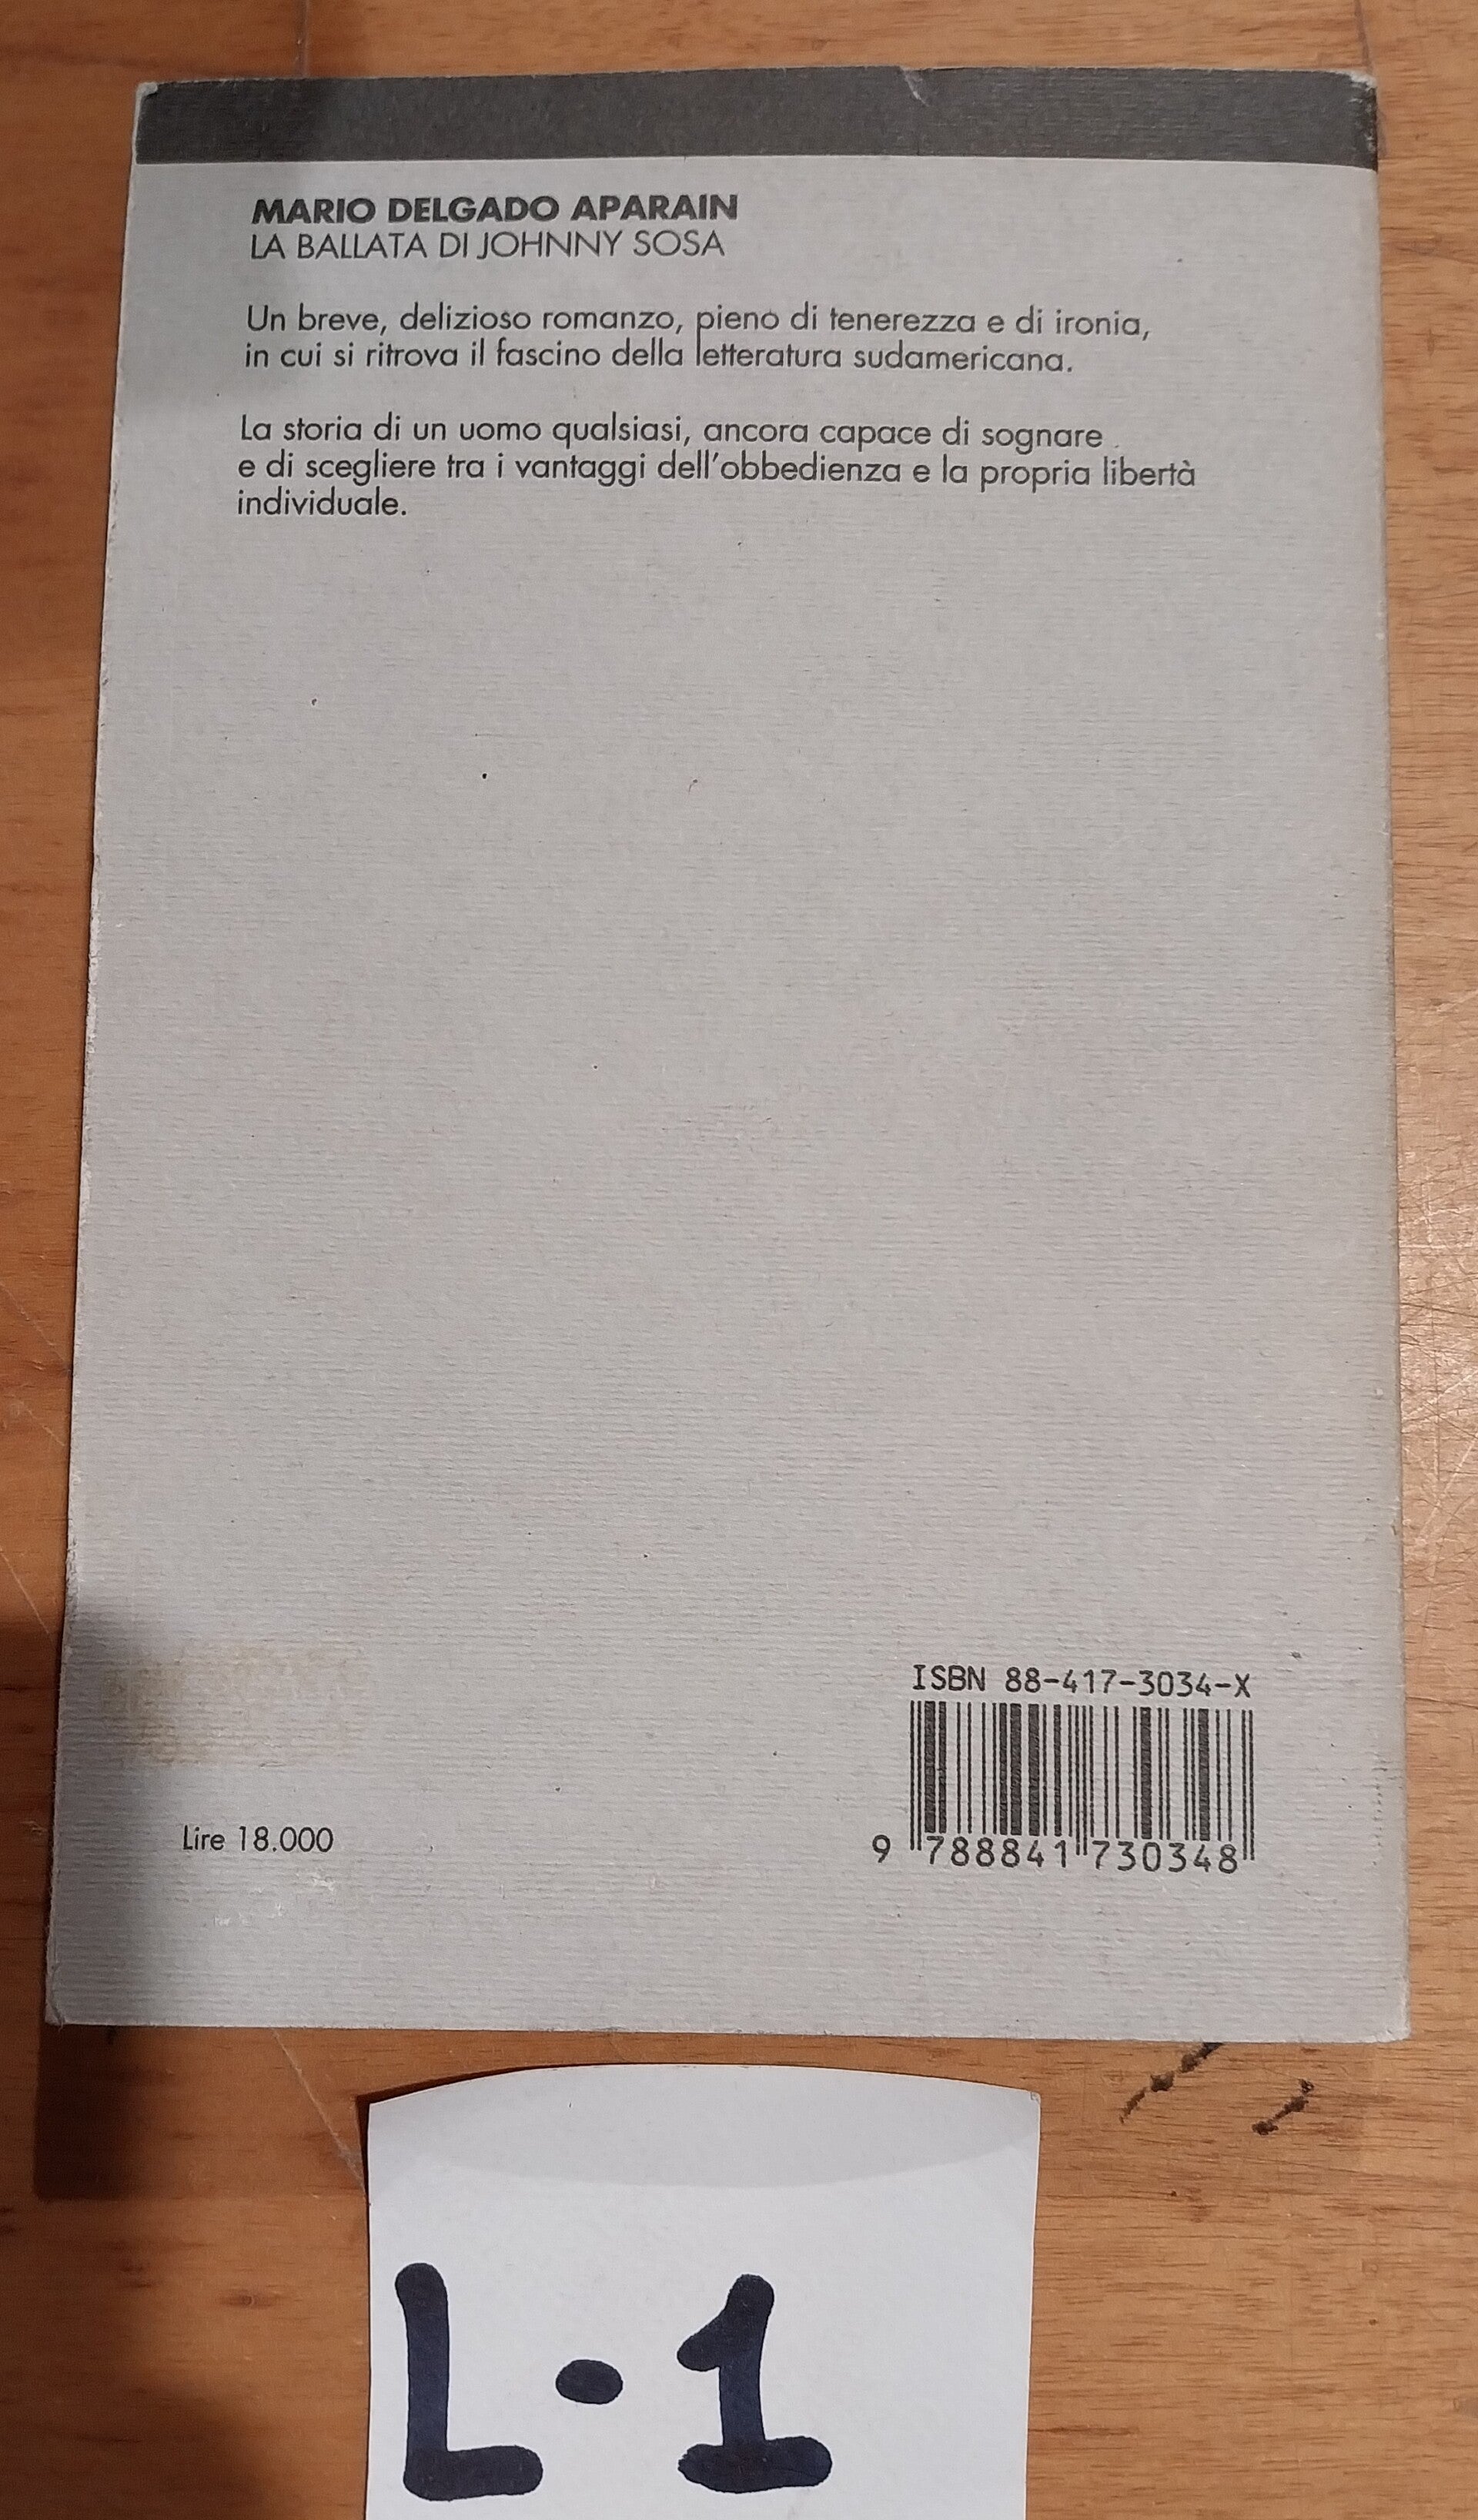 MARIO DELGADO APARAIN
LA BALLATA DI JOHNNY SOSA
Un breve, delizioso romanzo, pieno di tenerezza e di ironia,
in cui si ritrova il fascino della letteratura sudamericana.
La storia di un uomo qualsiasi, ancora capace di sognare
e di scegliere tra i vantaggi dell'obbedienza e la propria libertà
individuale.
ISBN 88-417-3034-X
9 788841 730348
Lire 18.000
L-1